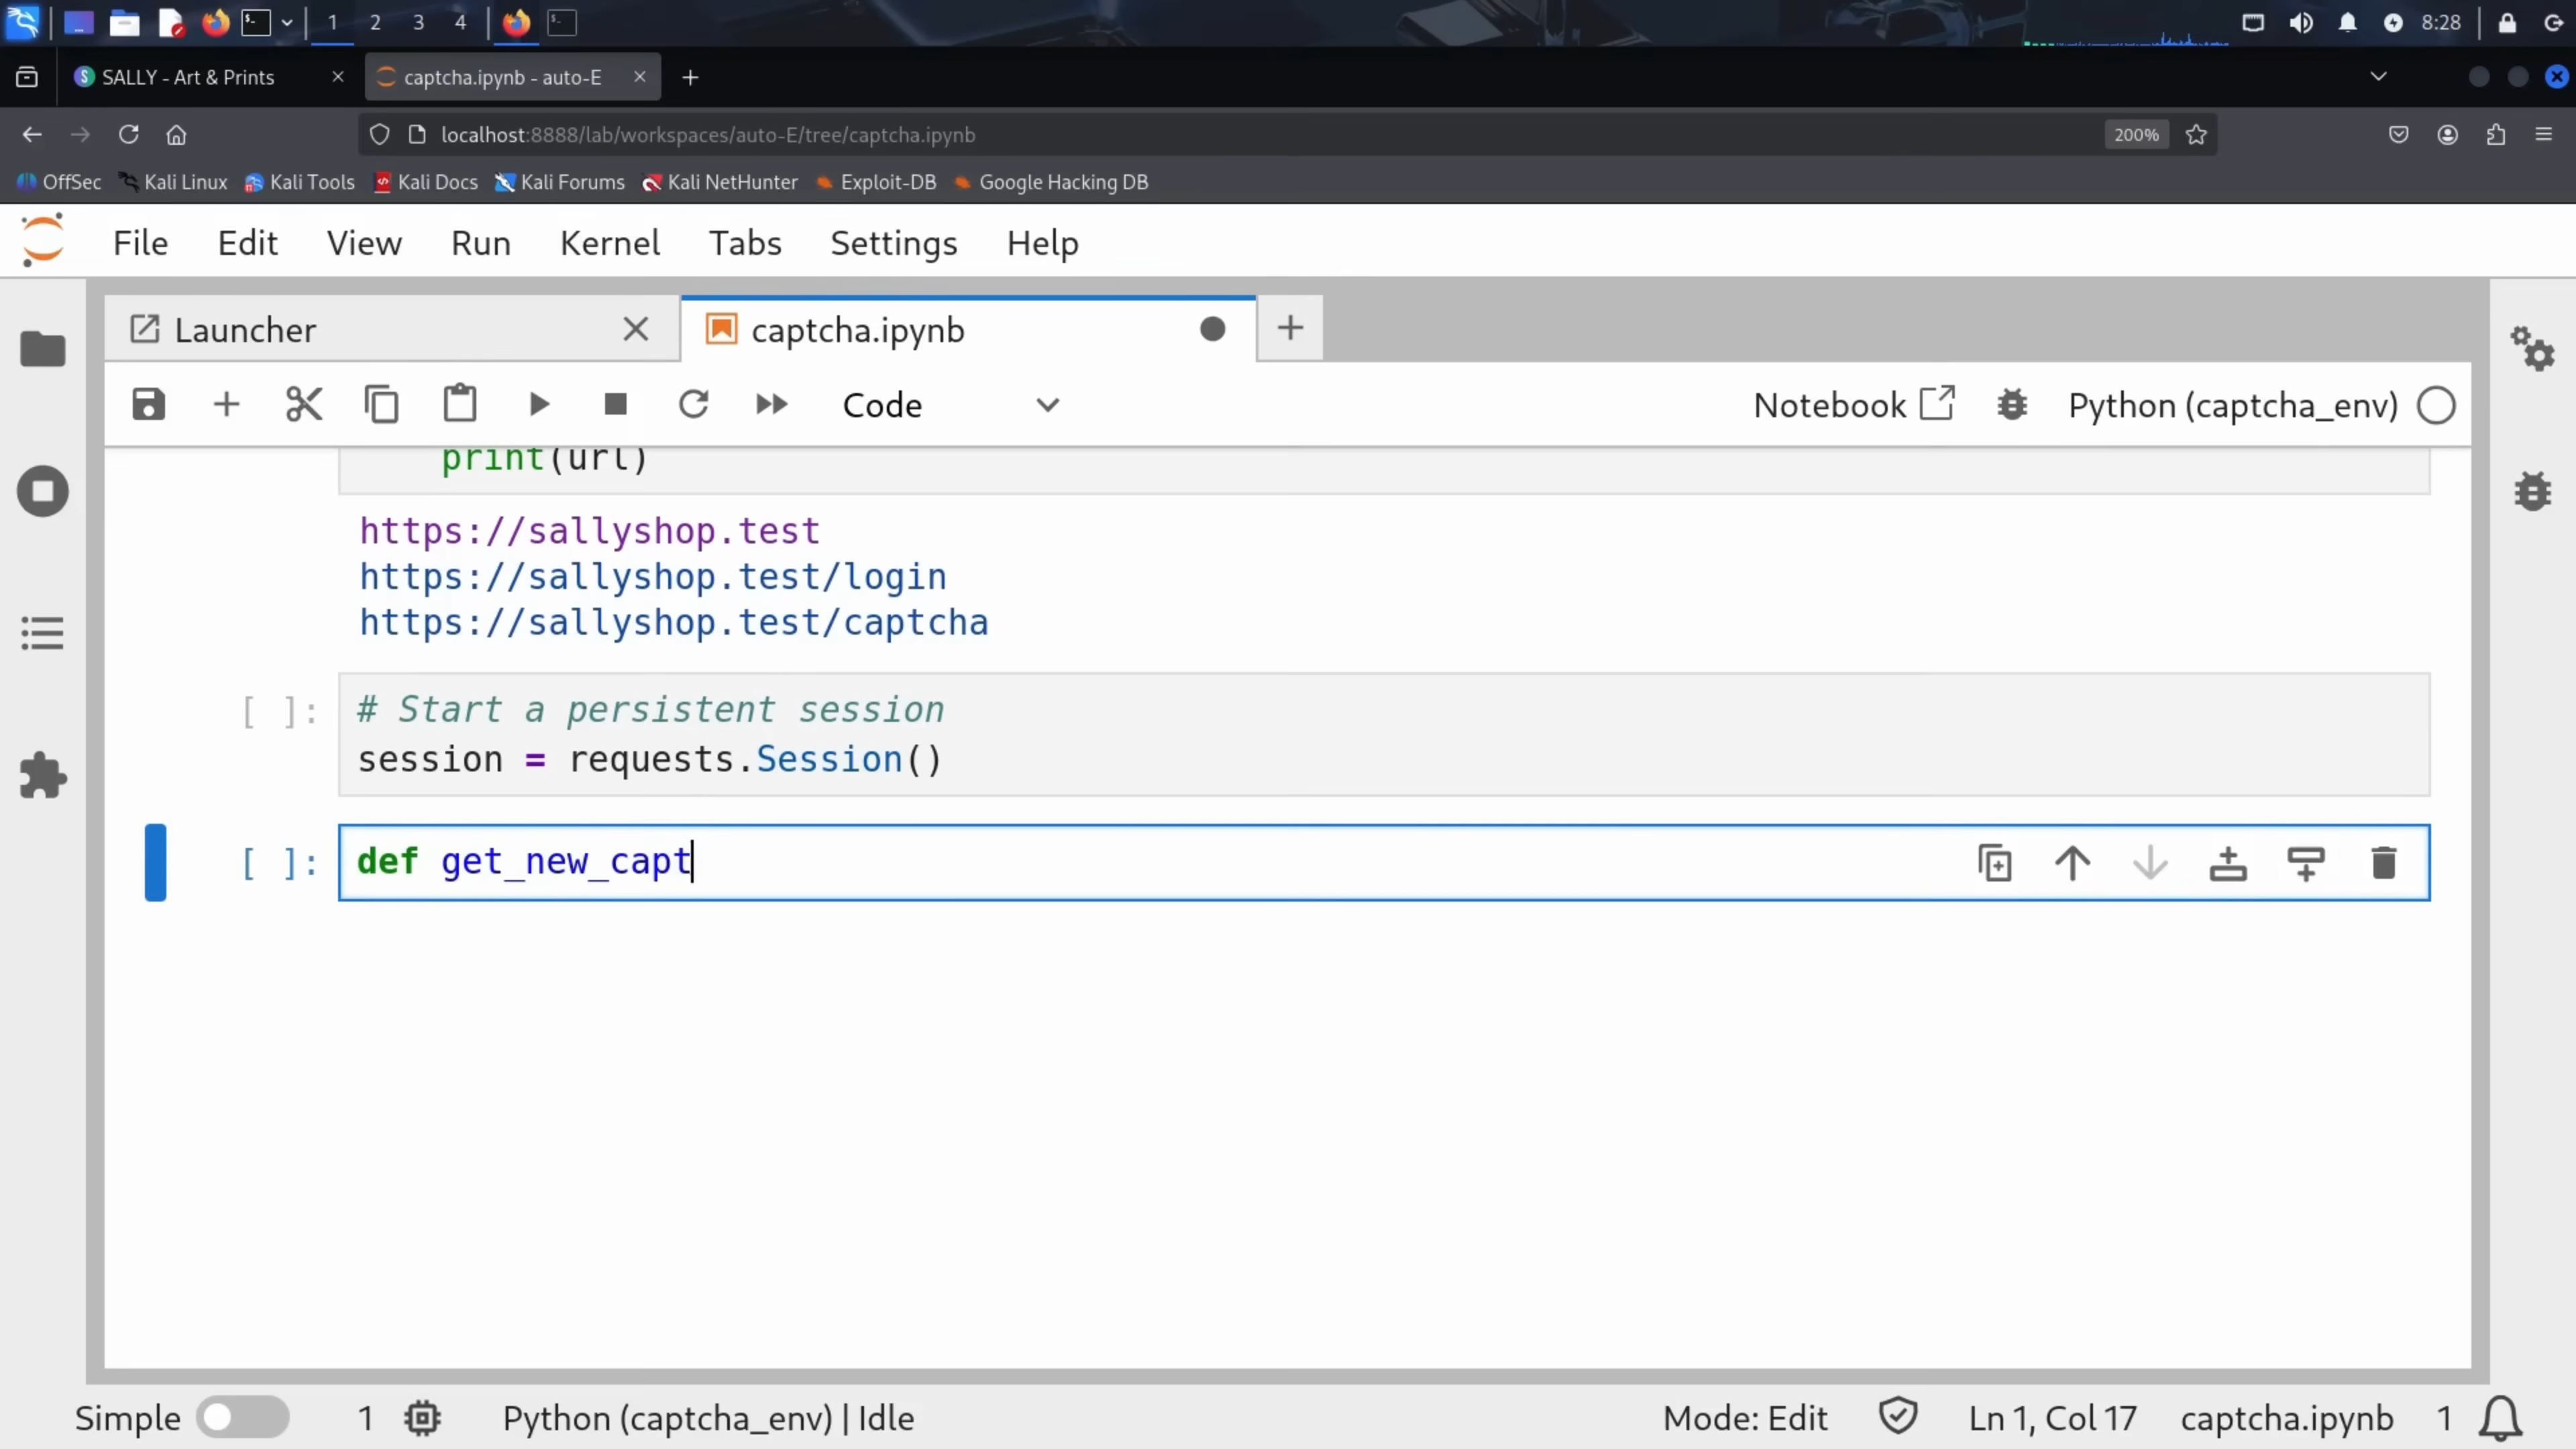 1 2 3 4
8:28
SALLY - Art & Prints
captcha.ipynb - auto-E
localhost:8888/lab/workspaces/auto-E/tree/captcha.ipynb
200%
OffSec
Kali Linux
Kali Tools
Kali Docs
Kali Forums
Kali NetHunter
Exploit-DB
Google Hacking DB
File
Edit
View
Run
Kernel
Tabs
Settings
Help
Launcher
captcha.ipynb
Code
Notebook
Python (captcha_env)
print(url)
https://sallyshop.test
https://sallyshop.test/login
https://sallyshop.test/captcha
[ ]:
# Start a persistent session
session = requests.Session()
[ ]:
def get_new_capt
Simple
1
Python (captcha_env) | Idle
Mode: Edit
Ln 1, Col 17
captcha.ipynb
1